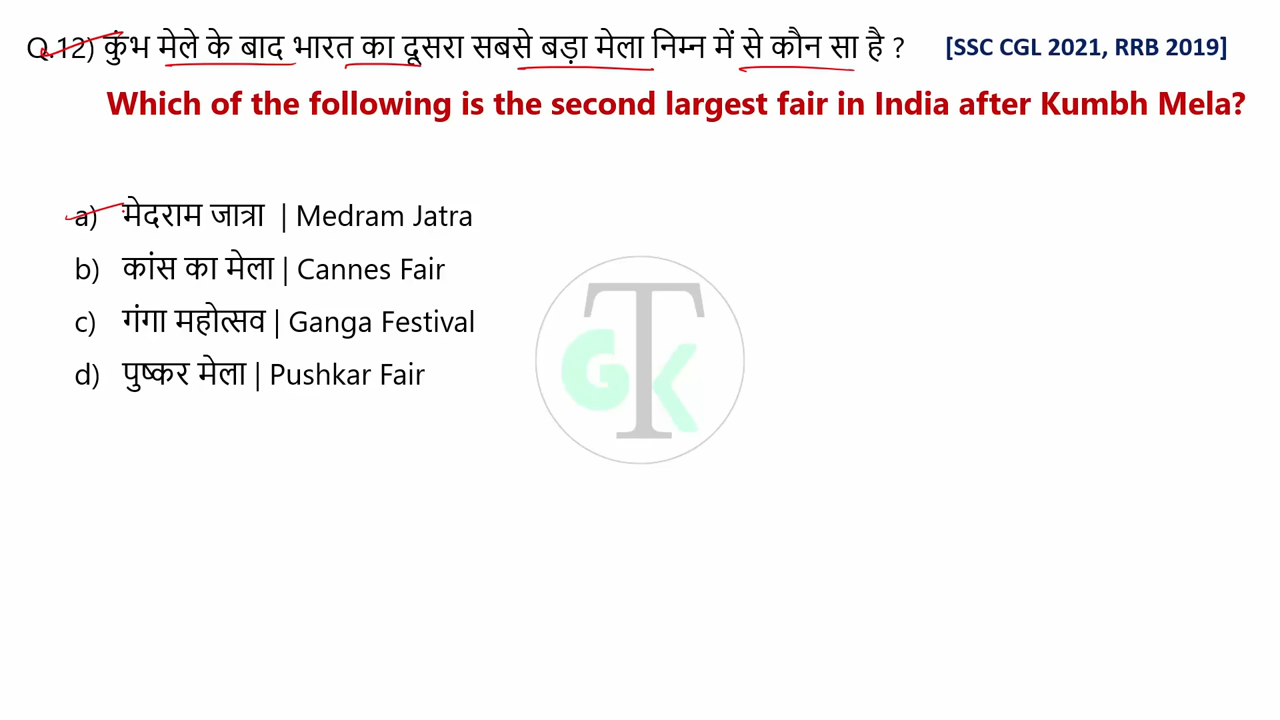 Q.12) कुंभ मेले के बाद भारत का दूसरा सबसे बड़ा मेला निम्न में से कौन सा है ? [SSC CGL 2021, RRB 2019]
Which of the following is the second largest fair in India after Kumbh Mela?
a) मेदराम जात्रा | Medram Jatra
b) कांस का मेला | Cannes Fair
c) गंगा महोत्सव | Ganga Festival
d) पुष्कर मेला | Pushkar Fair
T
GK